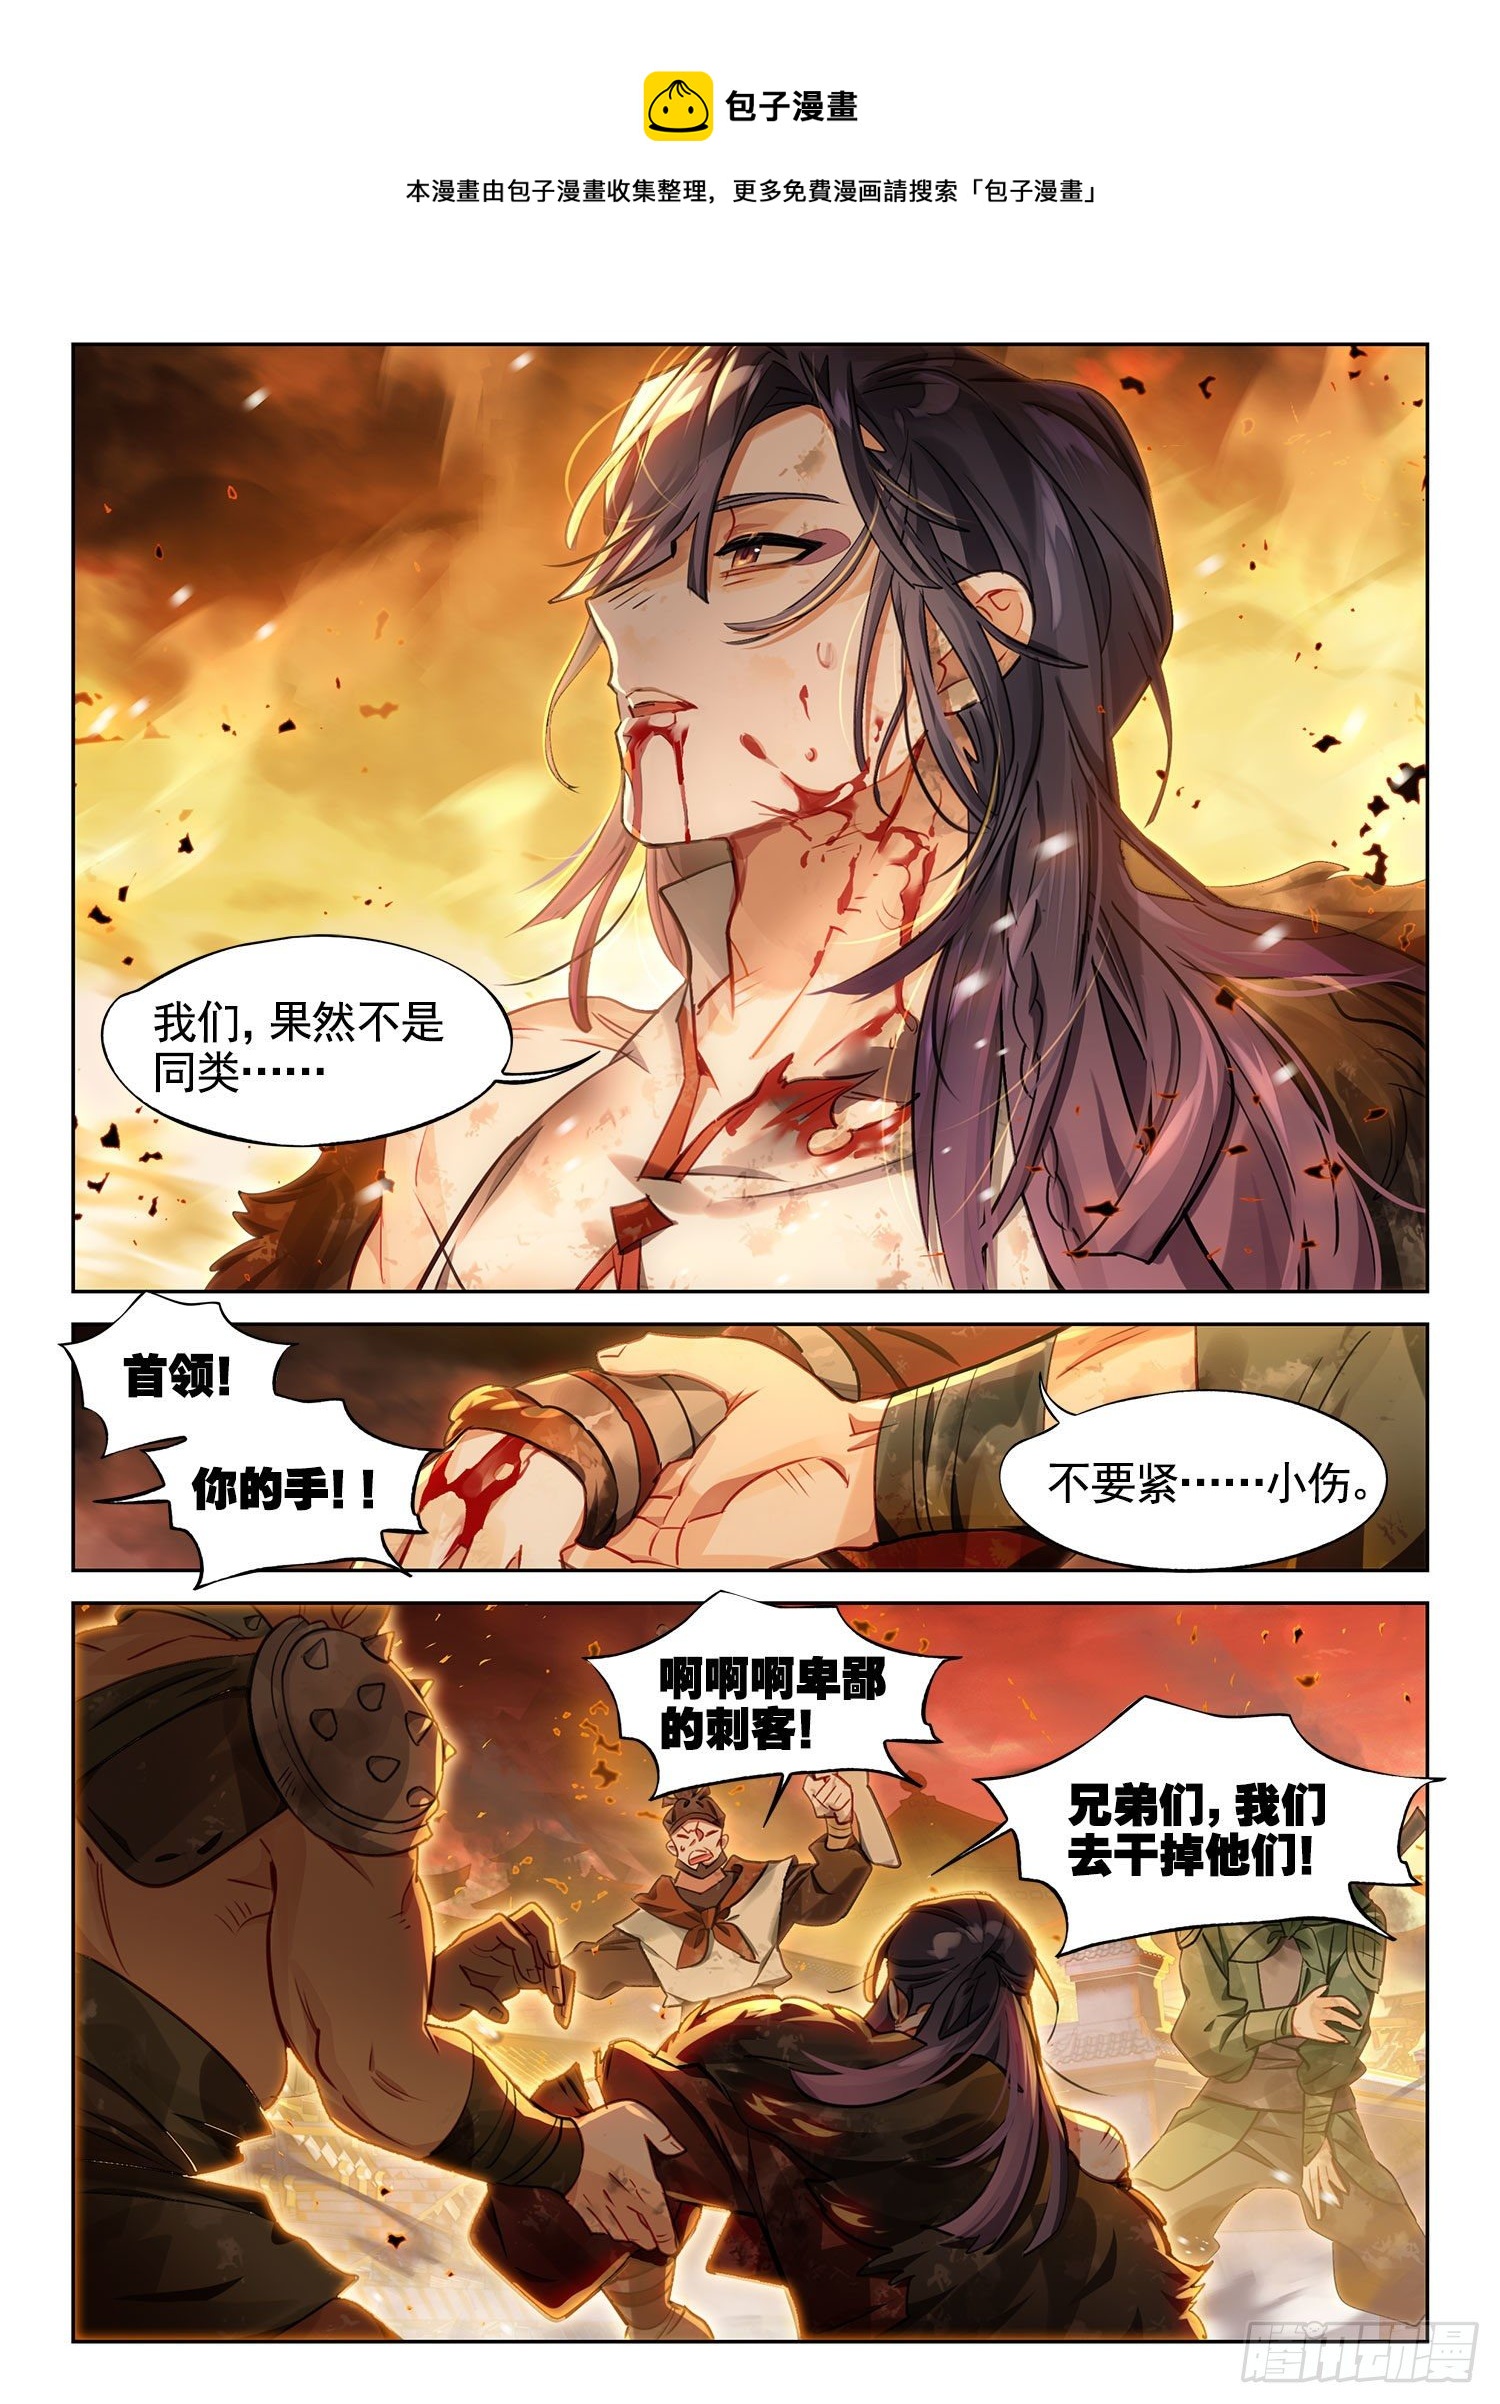 包子漫畫
本漫畫由包子漫畫收集整理，更多免費漫画請搜索「包子漫畫」
我们，果然不是
同类……
首领！
你的手！！
不要紧……小伤。
啊啊啊卑鄙
的刺客！
兄弟们，我们
去干掉他们！
腾讯动漫